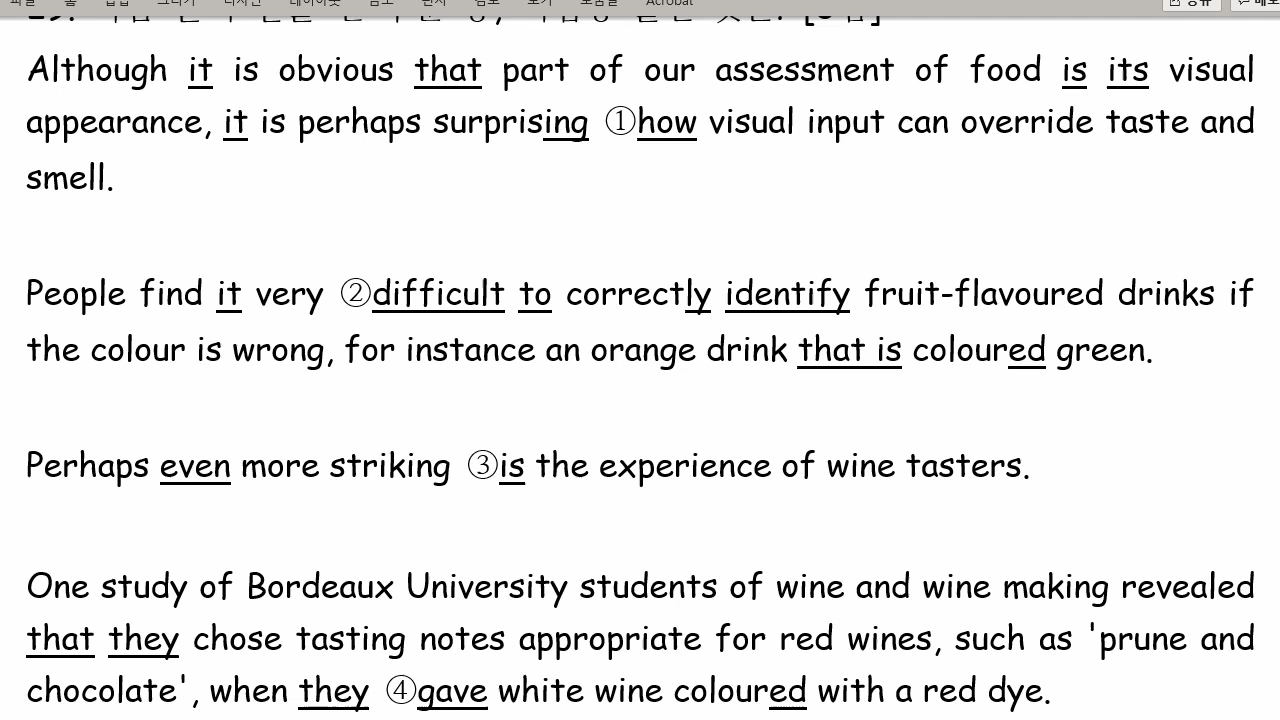 Acrobat
Although it is obvious that part of our assessment of food is its visual
appearance, it is perhaps surprising ①how visual input can override taste and
smell.
People find it very ②difficult to correctly identify fruit-flavoured drinks if
the colour is wrong, for instance an orange drink that is coloured green.
Perhaps even more striking ③is the experience of wine tasters.
One study of Bordeaux University students of wine and wine making revealed
that they chose tasting notes appropriate for red wines, such as 'prune and
chocolate', when they ④gave white wine coloured with a red dye.